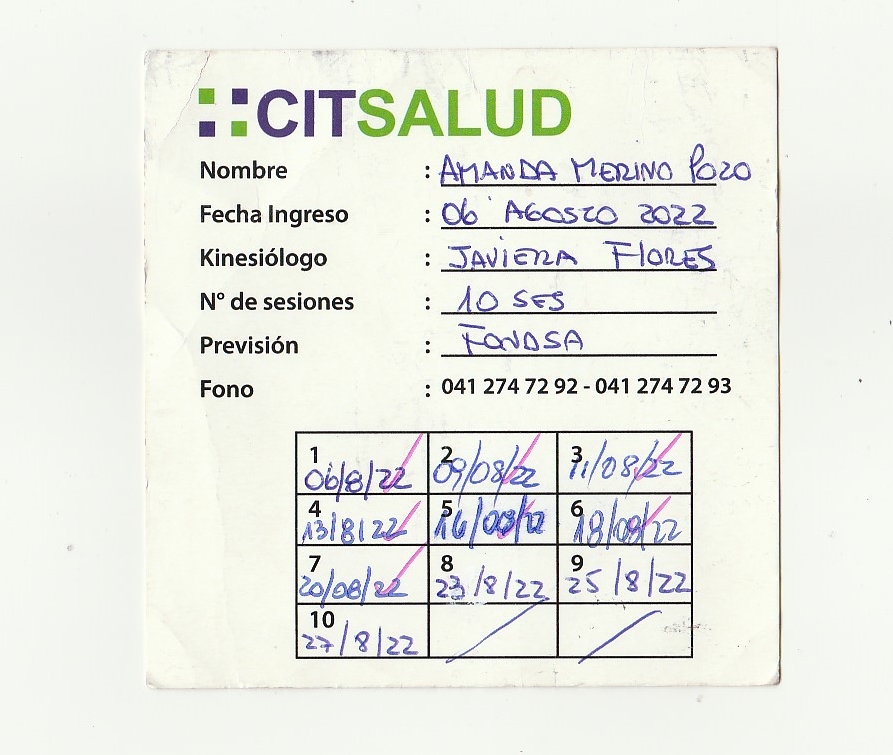 CITSALUD
Nombre : AMANDA MERINO POZO
Fecha Ingreso : 06 AGOSTO 2022
Kinesiólogo : JAVIERA FLORES
N° de sesiones : 10 SES
Previsión : FONASA
Fono : 041 274 72 92 - 041 274 72 93
1 2 3
06/8/22 09/08/22 11/08/22
4 5 6
13/8/22 16/08/22 18/08/22
7 8 9
20/08/22 23/8/22 25/8/22
10
27/8/22